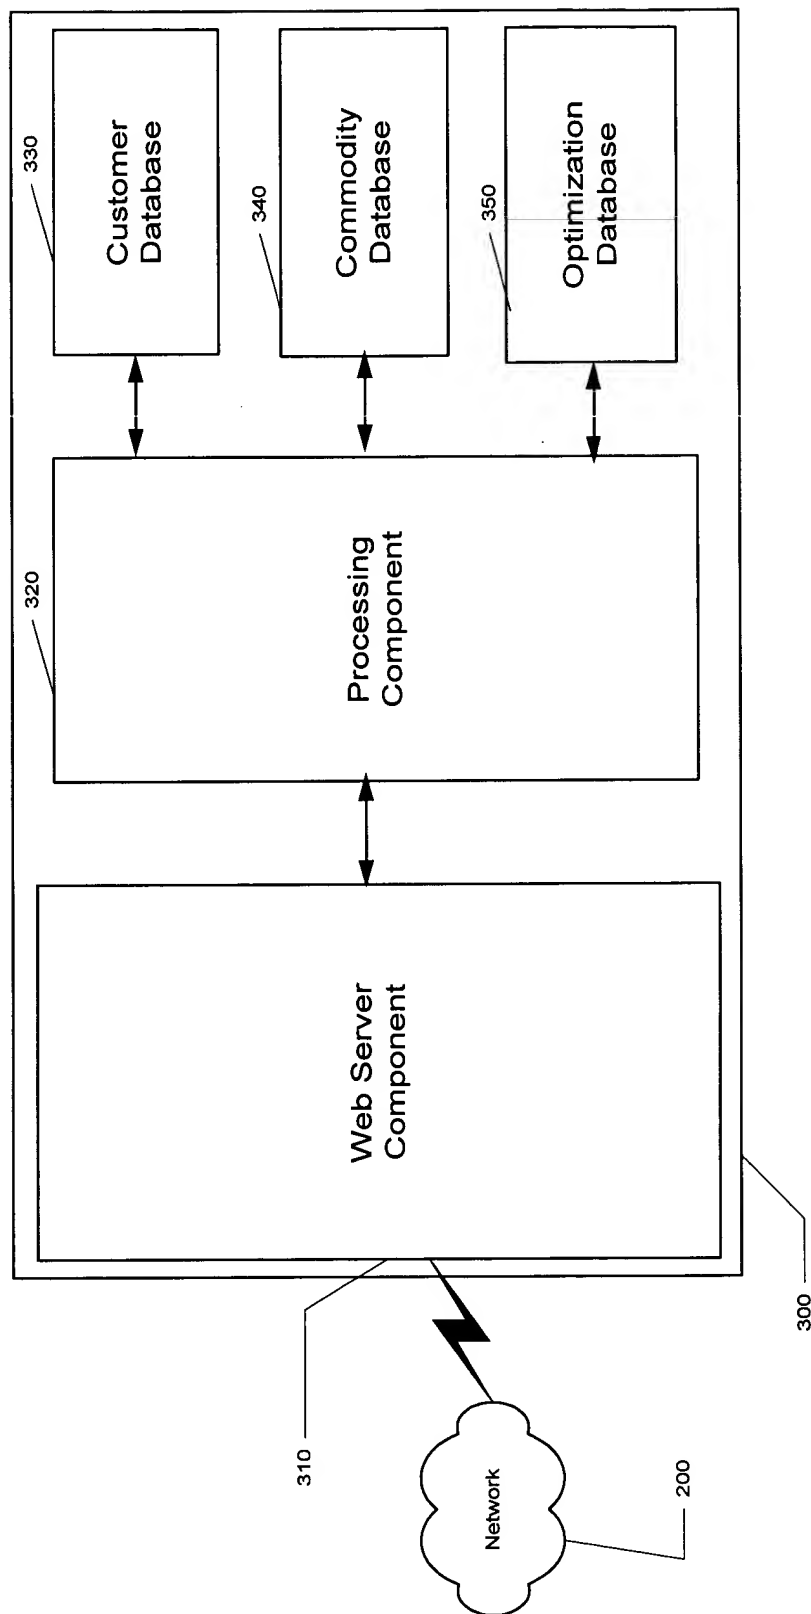 330
Customer
Database
340
Commodity
Database
350
Optimization
Database
320
Processing
Component
Web Server
Component
310
300
Network
200